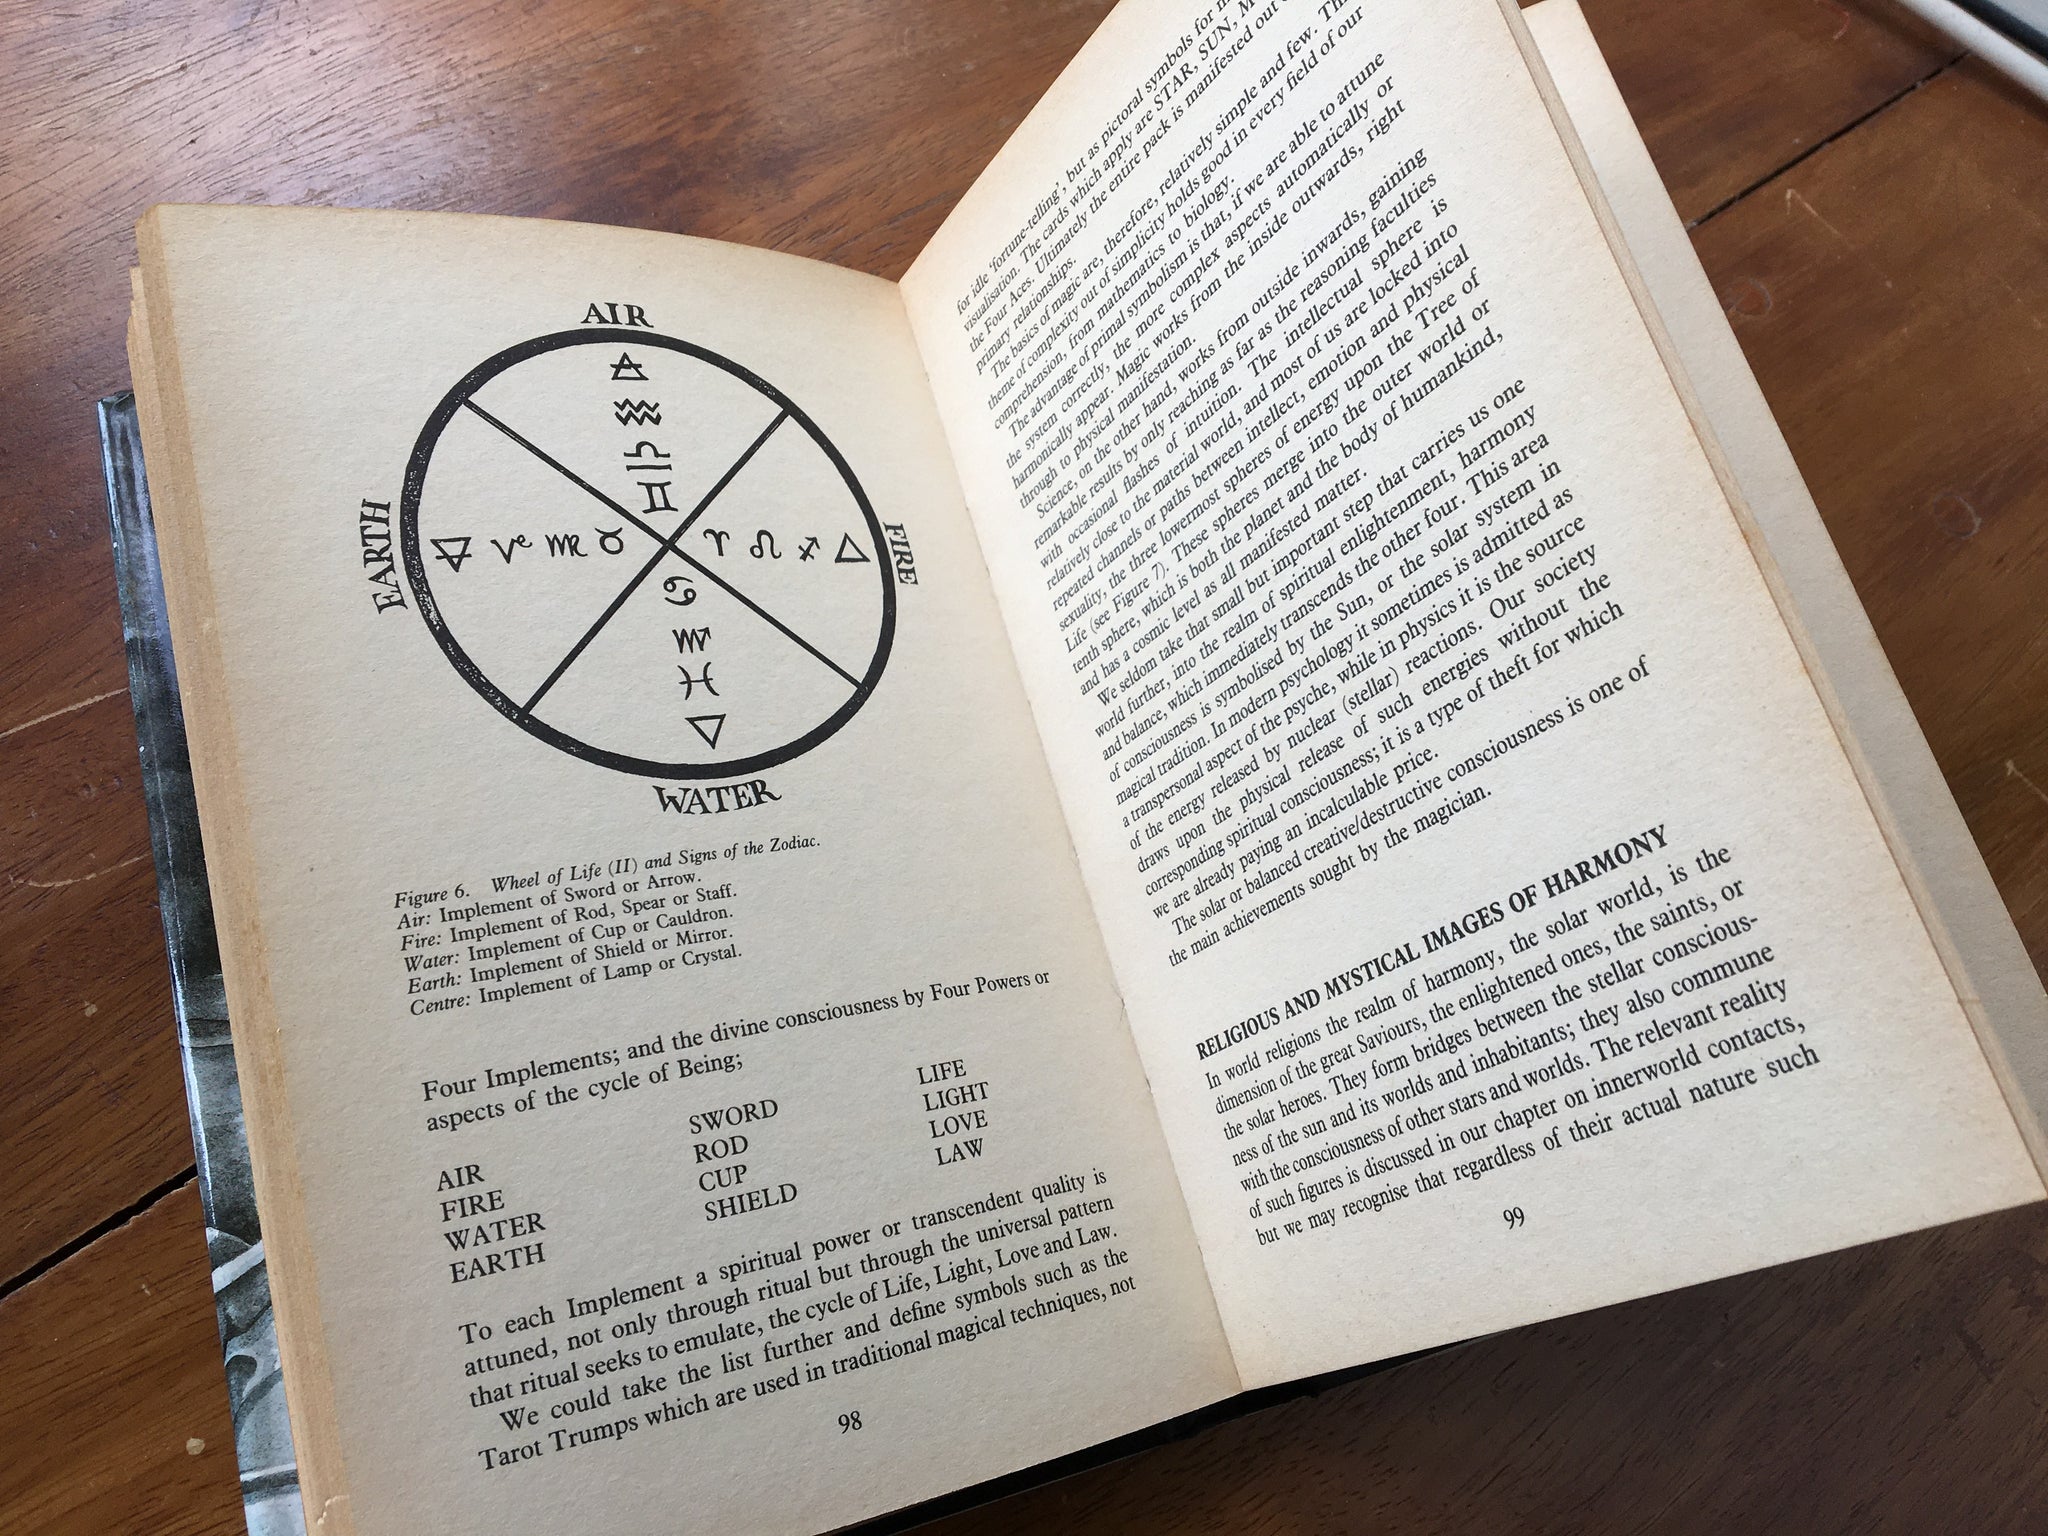 AIR
EARTH
FIRE
WATER
Figure 6. Wheel of Life (II) and Signs of the Zodiac.
Air: Implement of Sword or Arrow.
Fire: Implement of Rod, Spear or Staff.
Water: Implement of Cup or Cauldron.
Earth: Implement of Shield or Mirror.
Centre: Implement of Lamp or Crystal.
Four Implements; and the divine consciousness by Four Powers or
aspects of the cycle of Being;
AIR SWORD LIFE
FIRE ROD LIGHT
WATER CUP LOVE
EARTH SHIELD LAW
To each Implement a spiritual power or transcendent quality is
attuned, not only through ritual but through the universal pattern
that ritual seeks to emulate, the cycle of Life, Light, Love and Law.
We could take the list further and define symbols such as the
Tarot Trumps which are used in traditional magical techniques, not
98
for idle 'fortune-telling', but as pictoral symbols for
visualisation. The cards which apply are STAR, SUN,
the Four Aces. Ultimately the entire pack is manifested out
primary relationships.
The basics of magic are, therefore, relatively simple and few.
theme of complexity out of simplicity holds good in every field of our
comprehension, from mathematics to biology.
The advantage of primal symbolism is that, if we are able to attune
the system correctly, the more complex aspects automatically or
harmonically appear. Magic works from the inside outwards, right
through to physical manifestation.
Science, on the other hand, works from outside inwards, gaining
remarkable results by only reaching as far as the reasoning faculties
with occasional flashes of intuition. The intellectual sphere is
relatively close to the material world, and most of us are locked into
repeated channels or paths between intellect, emotion and physical
sexuality, the three lowermost spheres of energy upon the Tree of
Life (see Figure 7). These spheres merge into the outer world or
tenth sphere, which is both the planet and the body of humankind,
and has a cosmic level as all manifested matter.
We seldom take that small but important step that carries us one
world further, into the realm of spiritual enlightenment, harmony
and balance, which immediately transcends the other four. This area
of consciousness is symbolised by the Sun, or the solar system in
magical tradition. In modern psychology it sometimes is admitted as
a transpersonal aspect of the psyche, while in physics it is the source
of the energy released by nuclear (stellar) reactions. Our society
draws upon the physical release of such energies without the
corresponding spiritual consciousness; it is a type of theft for which
we are already paying an incalculable price.
The solar or balanced creative/destructive consciousness is one of
the main achievements sought by the magician.
RELIGIOUS AND MYSTICAL IMAGES OF HARMONY
In world religions the realm of harmony, the solar world, is the
dimension of the great Saviours, the enlightened ones, the saints, or
the solar heroes. They form bridges between the stellar conscious-
ness of the sun and its worlds and inhabitants; they also commune
with the consciousness of other stars and worlds. The relevant reality
of such figures is discussed in our chapter on innerworld contacts,
but we may recognise that regardless of their actual nature such
99